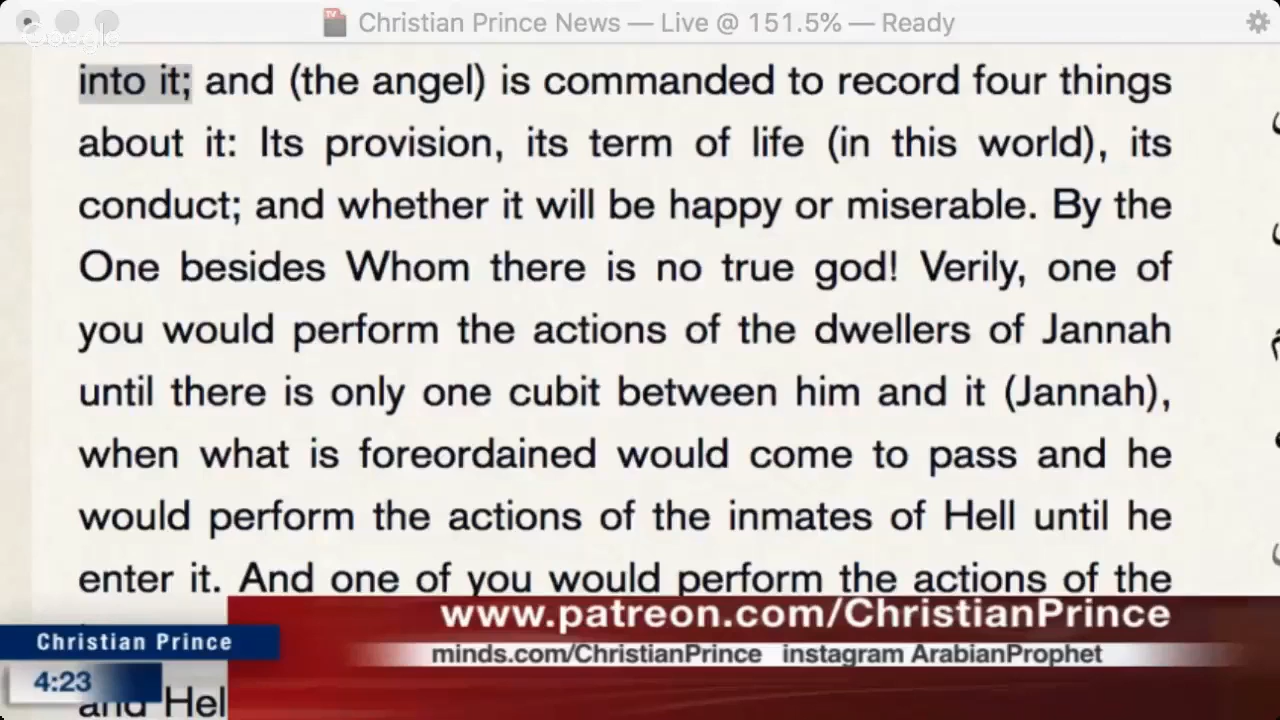 Christian Prince News — Live @ 151.5% — Ready
Google
into it; and (the angel) is commanded to record four things
about it: Its provision, its term of life (in this world), its
conduct; and whether it will be happy or miserable. By the
One besides Whom there is no true god! Verily, one of
you would perform the actions of the dwellers of Jannah
until there is only one cubit between him and it (Jannah),
when what is foreordained would come to pass and he
would perform the actions of the inmates of Hell until he
enter it. And one of you would perform the actions of the
www.patreon.com/ChristianPrince
Christian Prince
minds.com/ChristianPrince instagram ArabianProphet
4:23
and Hel